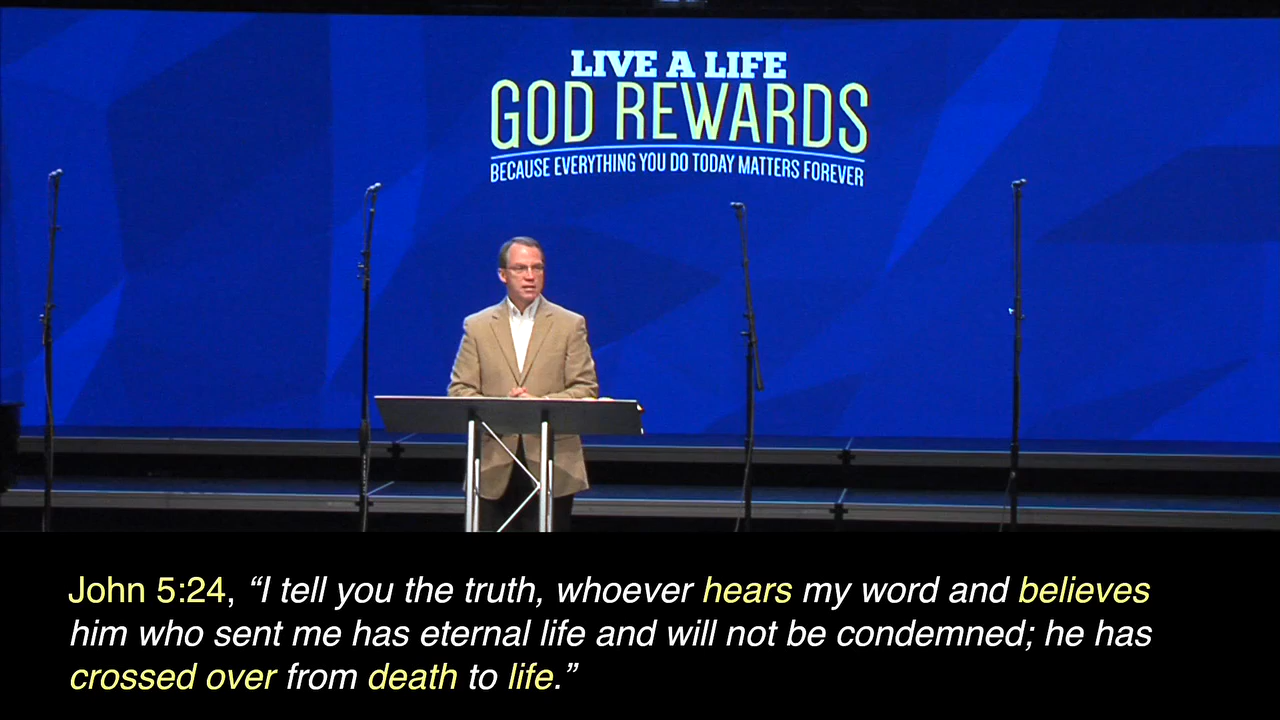 LIVE A LIFE
GOD REWARDS
BECAUSE EVERYTHING YOU DO TODAY MATTERS FOREVER
John 5:24, “I tell you the truth, whoever hears my word and believes
him who sent me has eternal life and will not be condemned; he has
crossed over from death to life.”